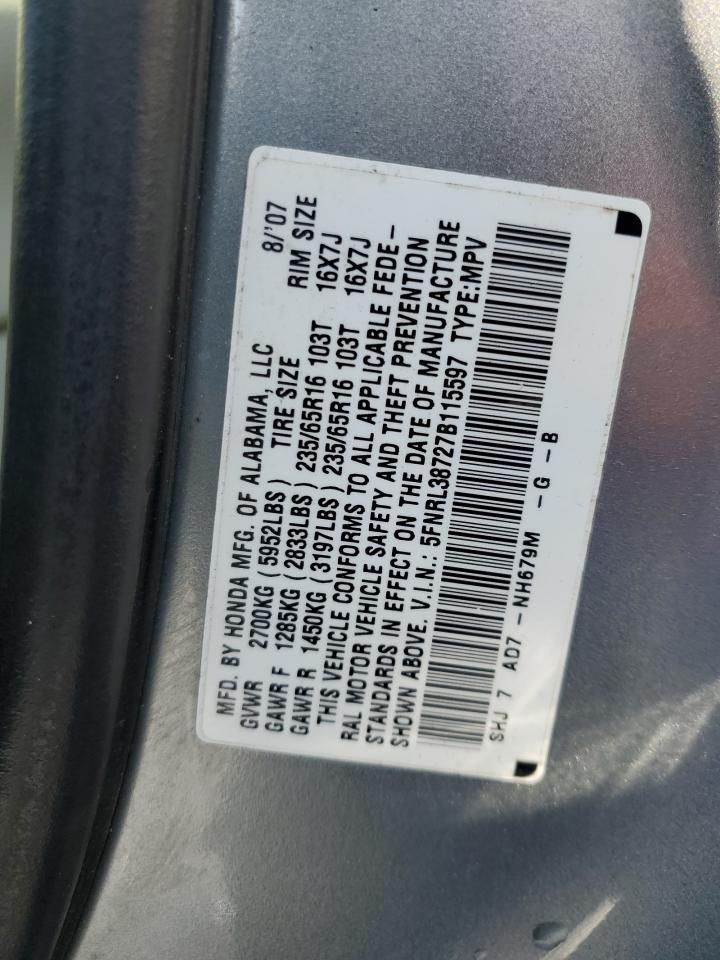 MFD. BY HONDA MFG. OF ALABAMA, LLC 8/'07
GVWR 2700KG (5952LBS) TIRE SIZE RIM SIZE
GAWR F 1285KG (2833LBS) 235/65R16 103T 16X7J
GAWR R 1450KG (3197LBS) 235/65R16 103T 16X7J
THIS VEHICLE CONFORMS TO ALL APPLICABLE FEDE-
RAL MOTOR VEHICLE SAFETY AND THEFT PREVENTION
STANDARDS IN EFFECT ON THE DATE OF MANUFACTURE
SHOWN ABOVE. V.I.N.: 5FNRL38727B115597 TYPE:MPV
SHJ 7 AD7 -NH679M -G -B